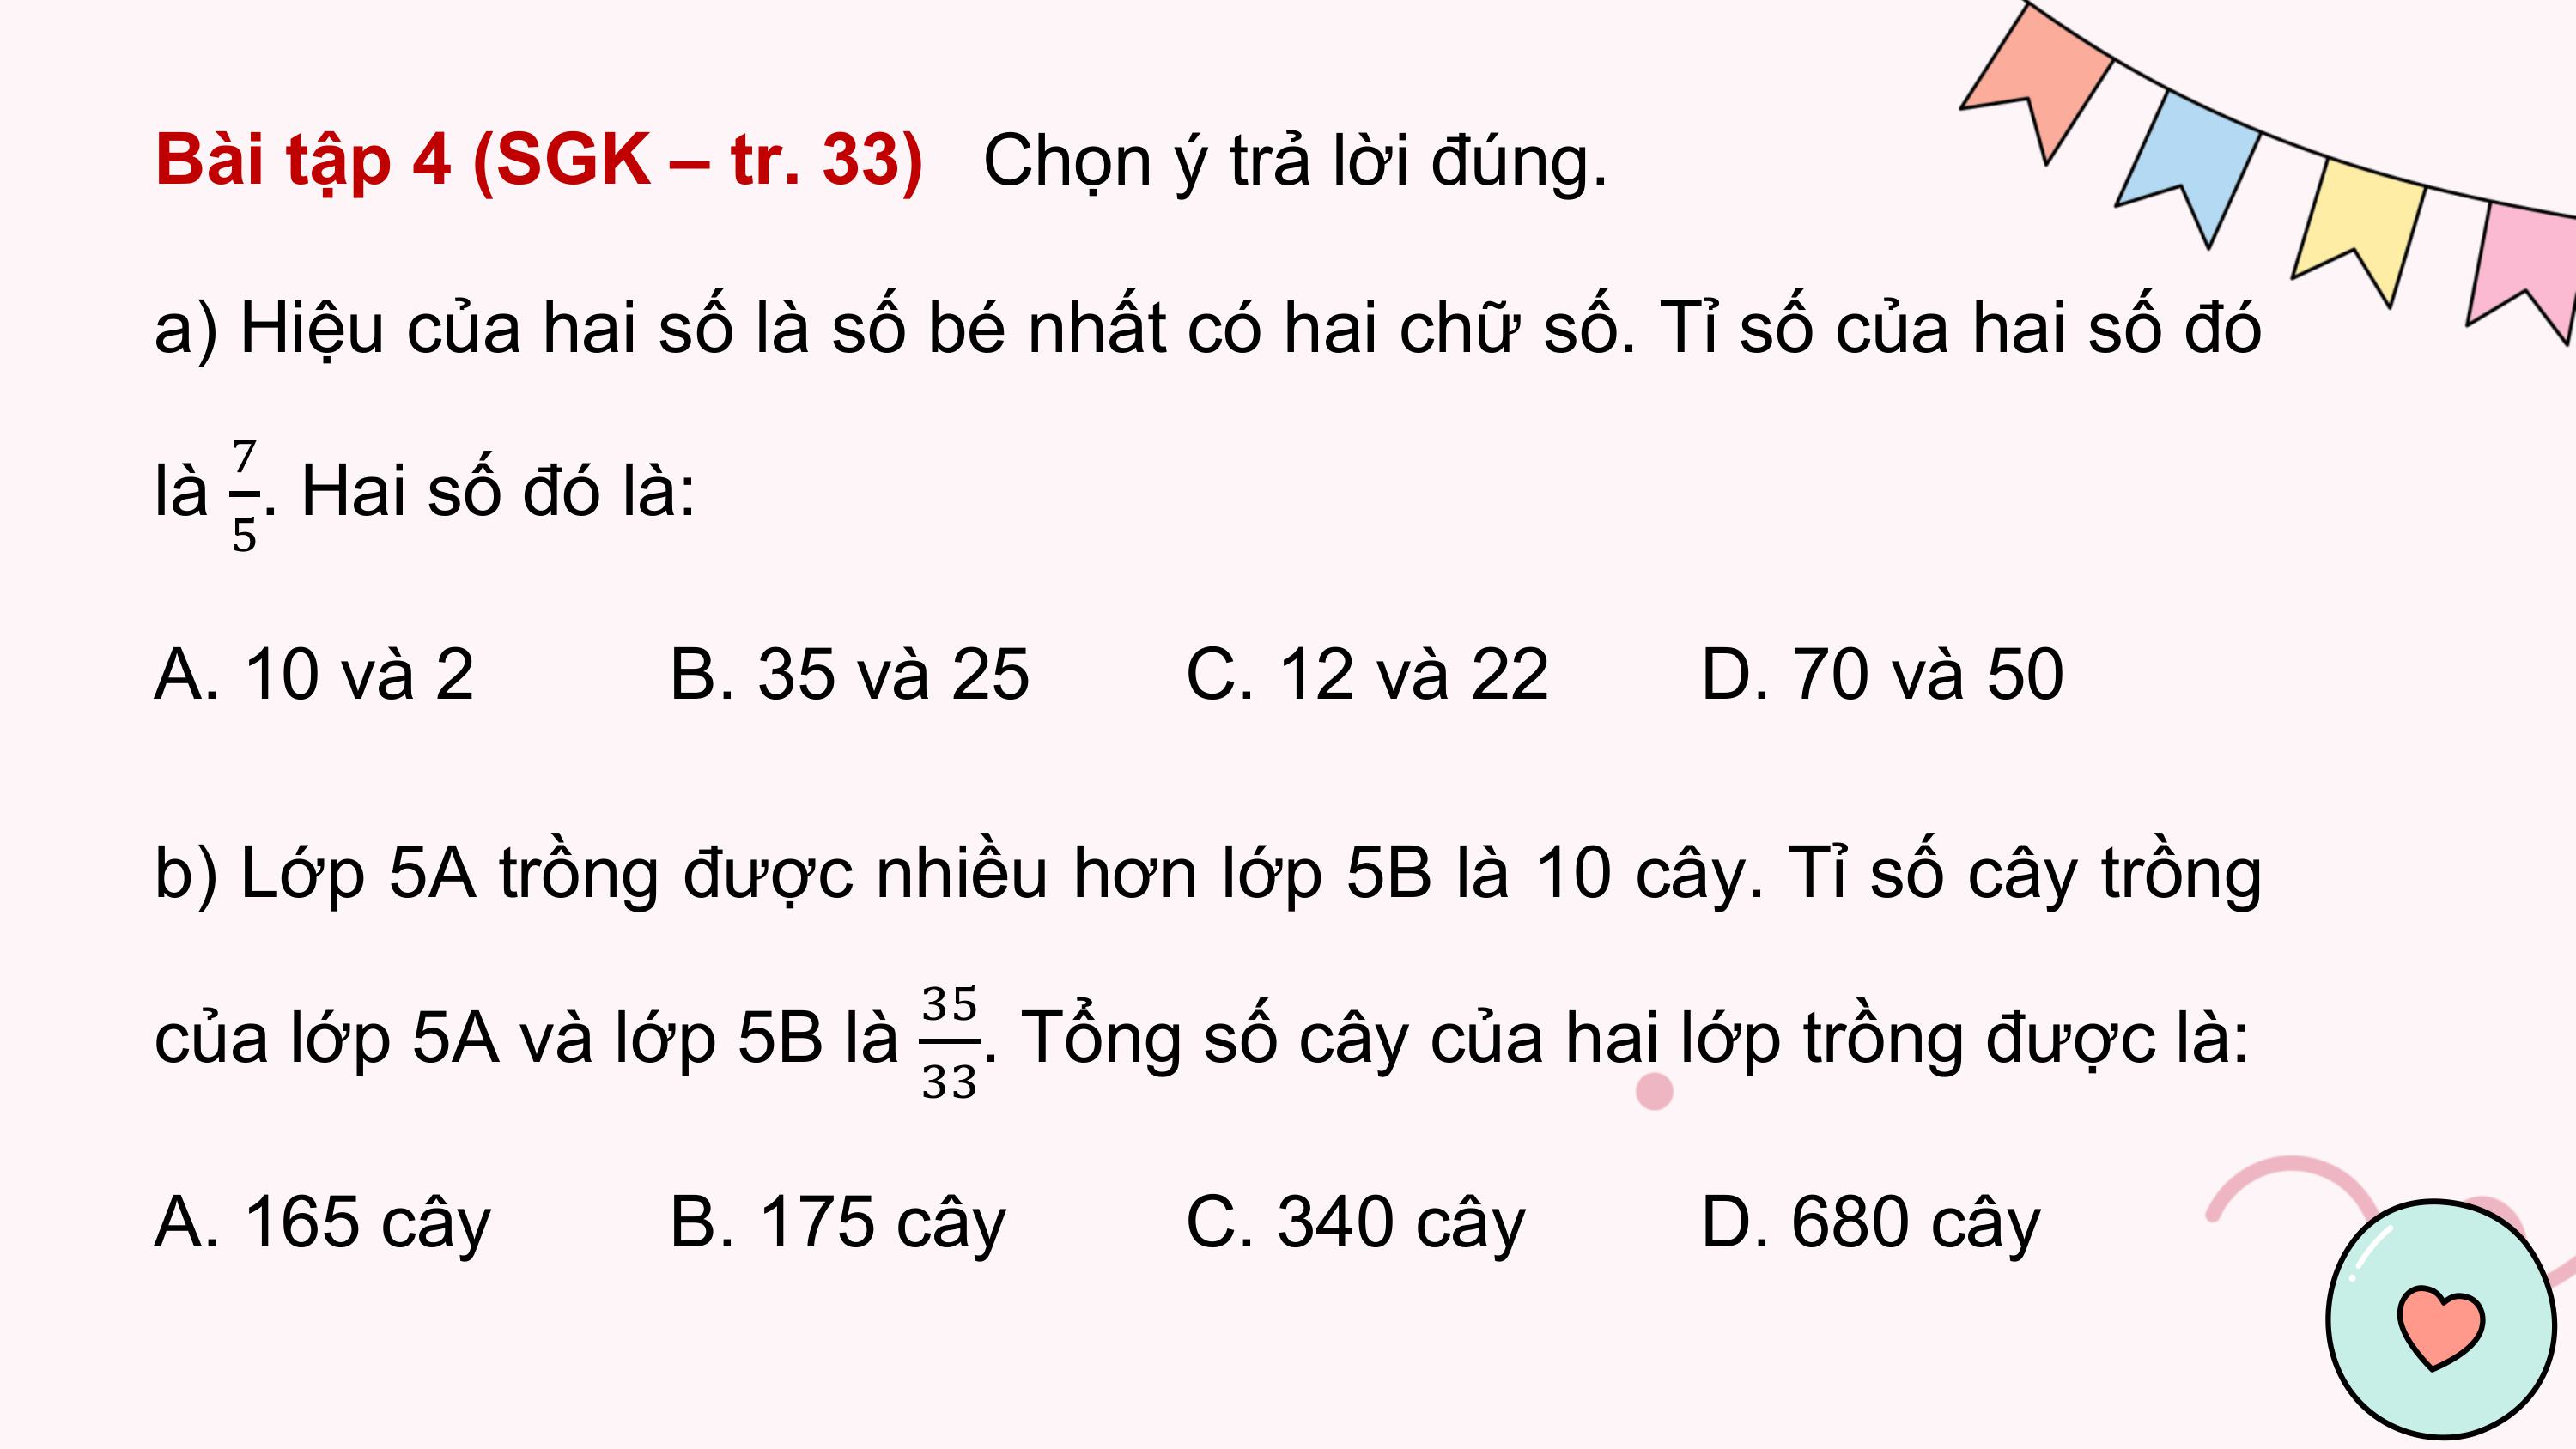 Bài tập 4 (SGK – tr. 33) Chọn ý trả lời đúng.
a) Hiệu của hai số là số bé nhất có hai chữ số. Tỉ số của hai số đó
là 7/5. Hai số đó là:
A. 10 và 2 B. 35 và 25 C. 12 và 22 D. 70 và 50
b) Lớp 5A trồng được nhiều hơn lớp 5B là 10 cây. Tỉ số cây trồng
của lớp 5A và lớp 5B là 35/33. Tổng số cây của hai lớp trồng được là:
A. 165 cây B. 175 cây C. 340 cây D. 680 cây